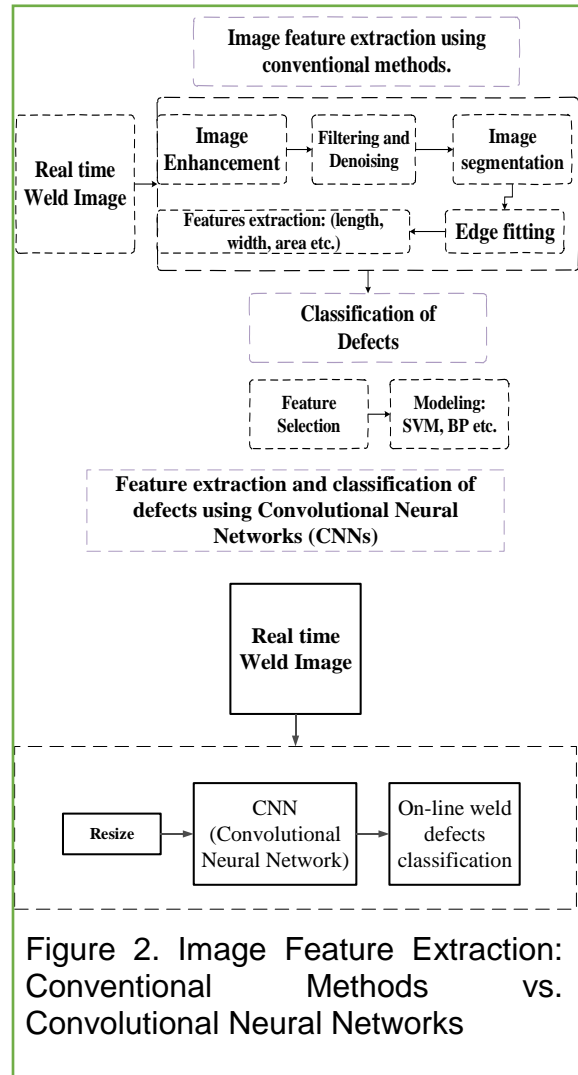 Image feature extraction using
conventional methods.
Real time
Weld Image
Image
Enhancement
Filtering and
Denoising
Image
segmentation
Features extraction: (length,
width, area etc.)
Edge fitting
Classification of
Defects
Feature
Selection
Modeling:
SVM, BP etc.
Feature extraction and classification of
defects using Convolutional Neural
Networks (CNNs)
Real time
Weld Image
Resize
CNN
(Convolutional
Neural Network)
On-line weld
defects
classification
Figure 2. Image Feature Extraction:
Conventional Methods vs.
Convolutional Neural Networks